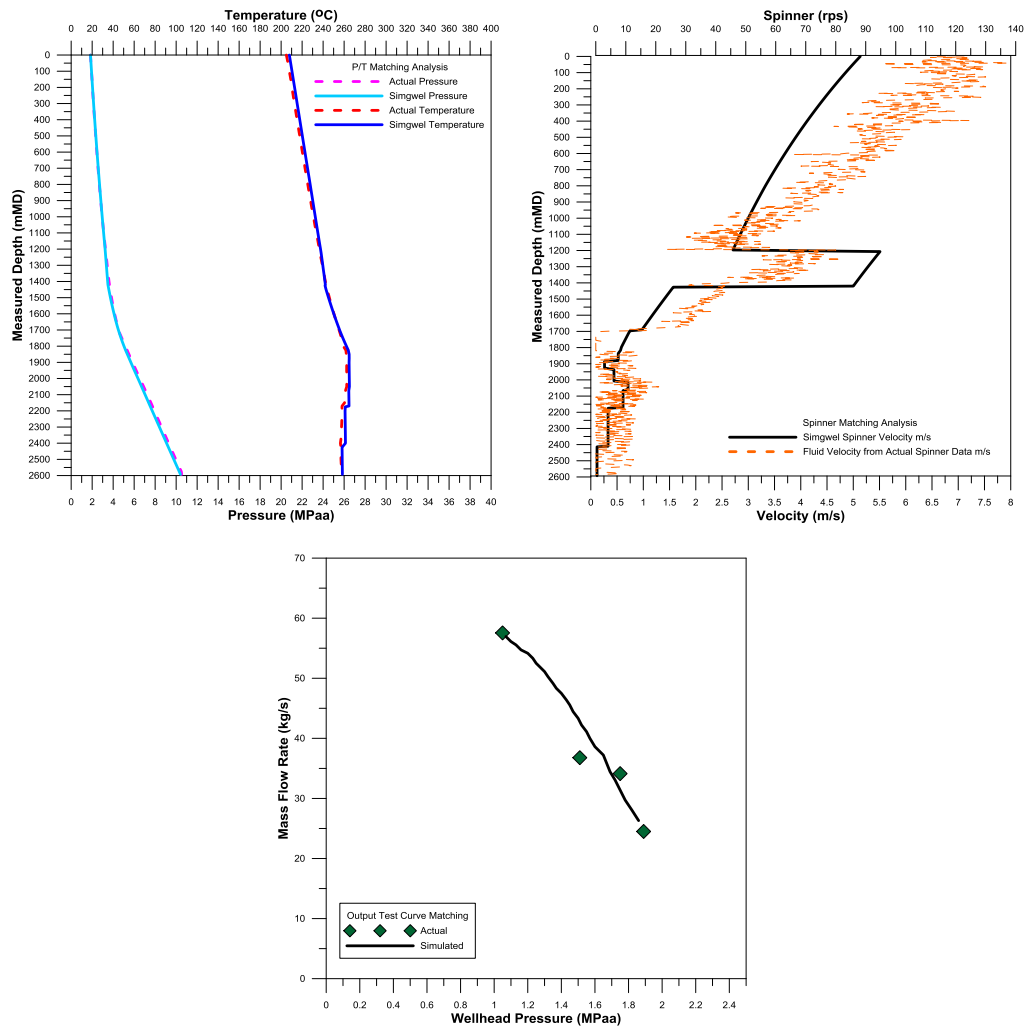 Temperature (ºC)
0 20 40 60 80 100 120 140 160 180 200 220 240 260 280 300 320 340 360 380 400
0
100
200
300
400
500
600
700
800
900
1000
1100
1200
1300
1400
1500
1600
1700
1800
1900
2000
2100
2200
2300
2400
2500
2600
Measured Depth (mMD)
P/T Matching Analysis
Actual Pressure
Simgwel Pressure
Actual Temperature
Simgwel Temperature
0 2 4 6 8 10 12 14 16 18 20 22 24 26 28 30 32 34 36 38 40
Pressure (MPaa)
Spinner (rps)
0 10 20 30 40 50 60 70 80 90 100 110 120 130 140
0
100
200
300
400
500
600
700
800
900
1000
1100
1200
1300
1400
1500
1600
1700
1800
1900
2000
2100
2200
2300
2400
2500
2600
Measured Depth (mMD)
Spinner Matching Analysis
Simgwel Spinner Velocity m/s
Fluid Velocity from Actual Spinner Data m/s
0 0.5 1 1.5 2 2.5 3 3.5 4 4.5 5 5.5 6 6.5 7 7.5 8
Velocity (m/s)
70
60
50
40
30
20
10
0
Mass Flow Rate (kg/s)
Output Test Curve Matching
Actual
Simulated
0 0.2 0.4 0.6 0.8 1 1.2 1.4 1.6 1.8 2 2.2 2.4
Wellhead Pressure (MPaa)